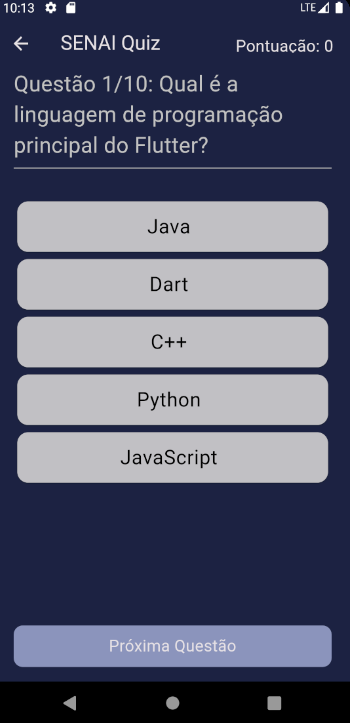 10:13
LTE
SENAI Quiz
Pontuação: 0
Questão 1/10: Qual é a
linguagem de programação
principal do Flutter?
Java
Dart
C++
Python
JavaScript
Próxima Questão